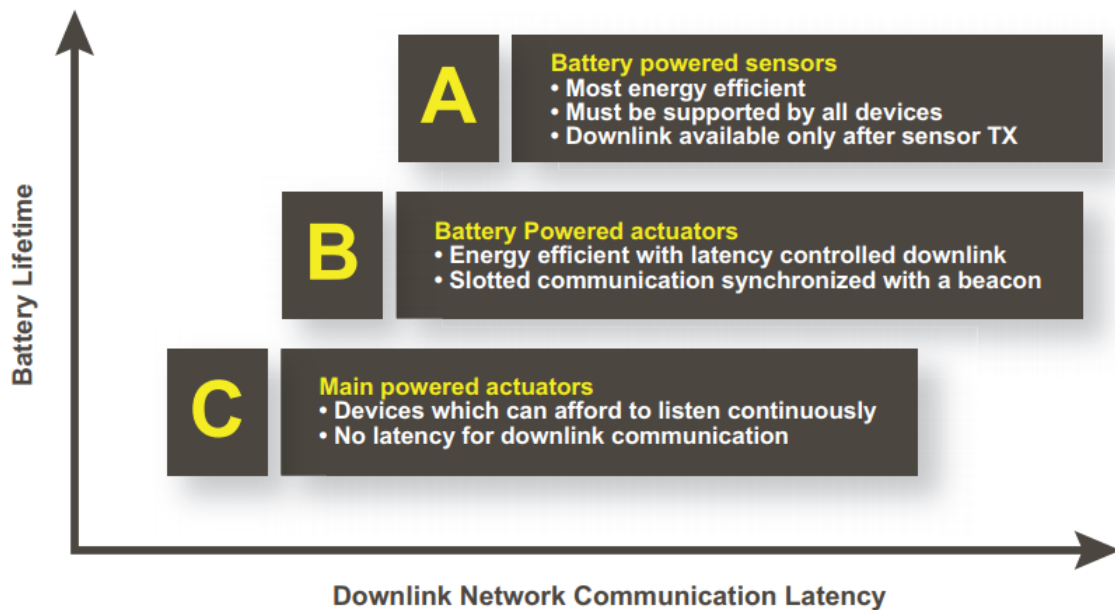 A
Battery powered sensors
• Most energy efficient
• Must be supported by all devices
• Downlink available only after sensor TX
B
Battery Powered actuators
• Energy efficient with latency controlled downlink
• Slotted communication synchronized with a beacon
C
Main powered actuators
• Devices which can afford to listen continuously
• No latency for downlink communication
Battery Lifetime
Downlink Network Communication Latency